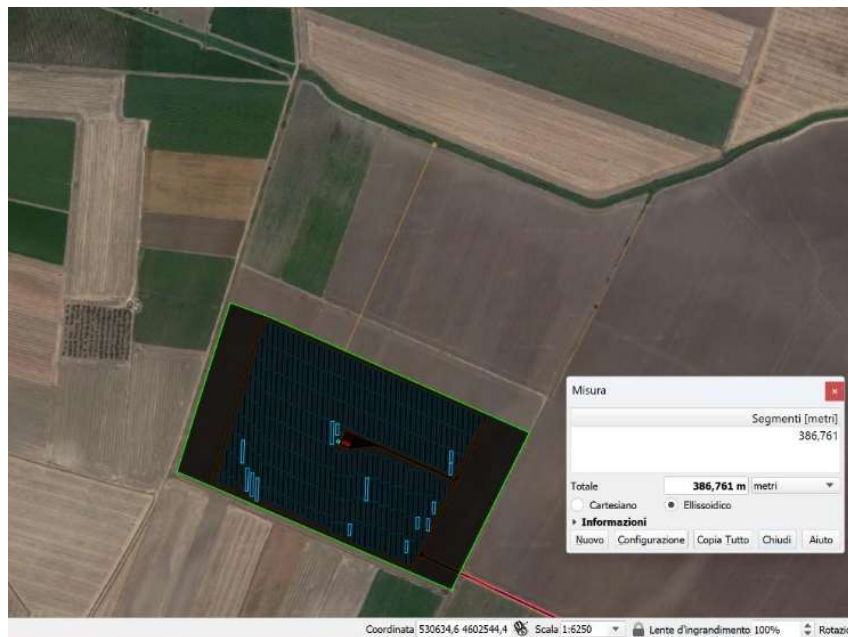 Misura
Segmenti [metri]
386,761
Totale 386,761 m metri
Cartesiano Ellissoidico
Informazioni
Nuovo Configurazione Copia Tutto Chiudi Aiuto
Coordinata 530634,6 4602544,4 Scala 1:6250 Lente d'ingrandimento 100% Rotazio